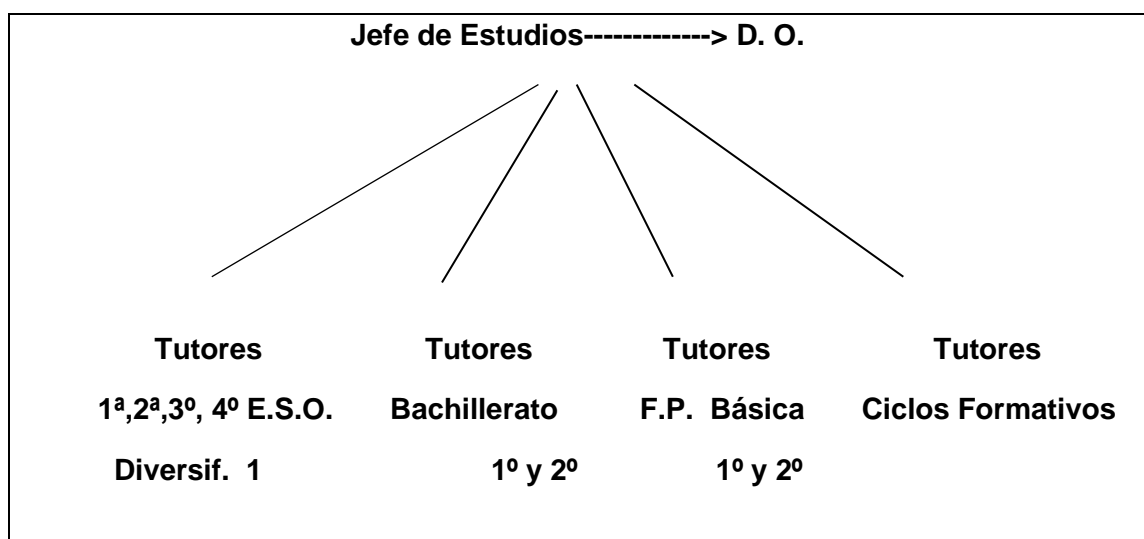 Jefe de Estudios-------------> D. O.
Tutores Tutores Tutores Tutores
1ª,2ª,3º, 4º E.S.O. Bachillerato F.P. Básica Ciclos Formativos
Diversif. 1 1º y 2º 1º y 2º